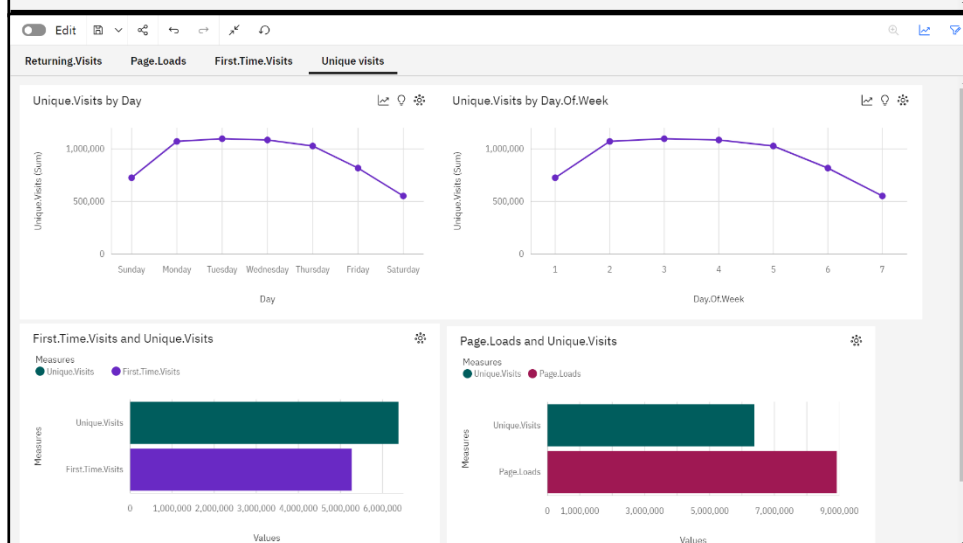 Edit
Returning.Visits Page.Loads First.Time.Visits Unique visits
Unique.Visits by Day
Unique.Visits (Sum)
1,000,000
500,000
0
Sunday Monday Tuesday Wednesday Thursday Friday Saturday
Day
Unique.Visits by Day.Of.Week
Unique.Visits (Sum)
1,000,000
500,000
0
1 2 3 4 5 6 7
Day.Of.Week
First.Time.Visits and Unique.Visits
Measures
Unique.Visits First.Time.Visits
Measures
Unique.Visits
First.Time.Visits
0 1,000,000 2,000,000 3,000,000 4,000,000 5,000,000 6,000,000
Values
Page.Loads and Unique.Visits
Measures
Unique.Visits Page.Loads
Measures
Unique.Visits
Page.Loads
0 1,000,000 3,000,000 5,000,000 7,000,000 9,000,000
Values